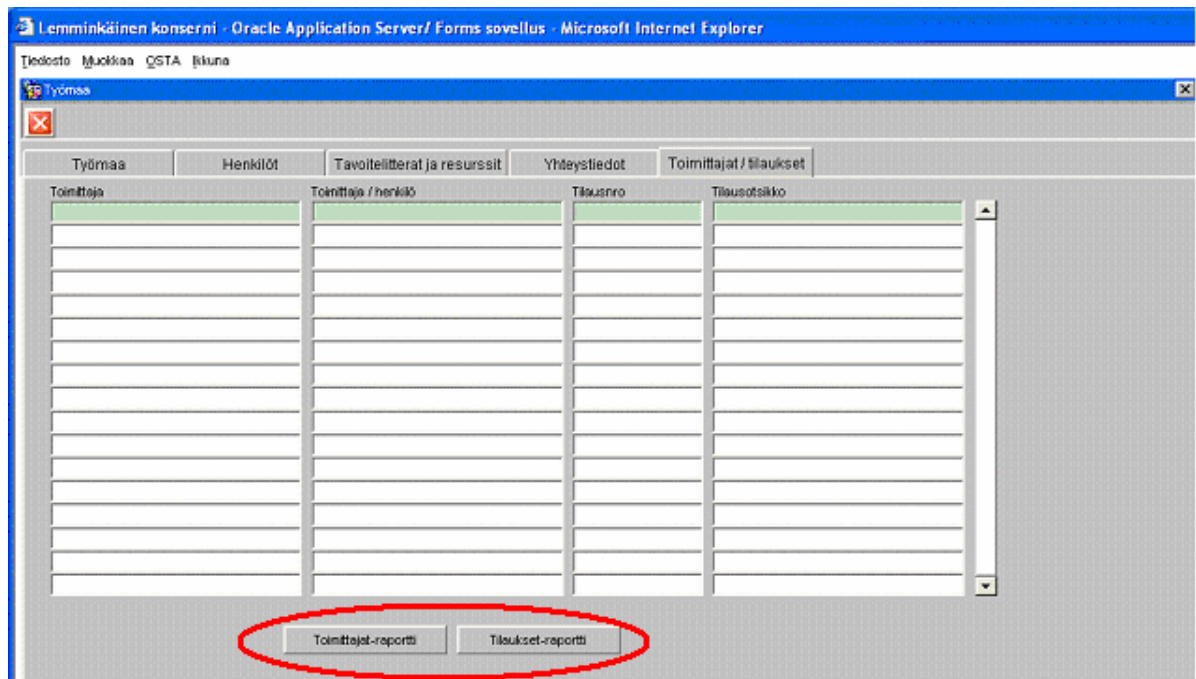 Lemminkäinen konserni - Oracle Application Server/ Forms sovellus - Microsoft Internet Explorer
Tiedosto Muokkaa OSTA Ikkuna
Työmaa
Työmaa Henkilöt Tavoitelitterat ja resurssit Yhteystiedot Toimittajat / tilaukset
Toimittaja Toimittaja / henkilö Tilausnro Tilausotsikko
Toimittajat-raportti Tilaukset-raportti